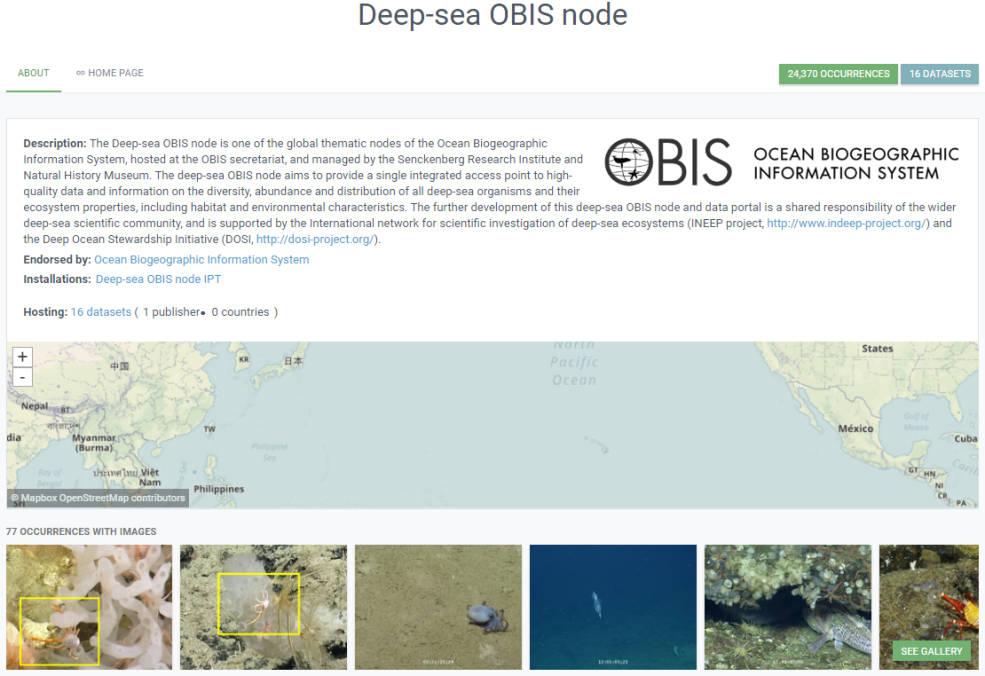 Deep-sea OBIS node
ABOUT
HOME PAGE
24,370 OCCURRENCES
16 DATASETS
Description: The Deep-sea OBIS node is one of the global thematic nodes of the Ocean Biogeographic
Information System, hosted at the OBIS secretariat, and managed by the Senckenberg Research Institute and
Natural History Museum. The deep-sea OBIS node aims to provide a single integrated access point to high-
quality data and information on the diversity, abundance and distribution of all deep-sea organisms and their
ecosystem properties, including habitat and environmental characteristics. The further development of this deep-sea OBIS node and data portal is a shared responsibility of the wider
deep-sea scientific community, and is supported by the International network for scientific investigation of deep-sea ecosystems (INEEP project, http://www.indeep-project.org/) and
the Deep Ocean Stewardship Initiative (DOSI, http://dosi-project.org/).
OBIS
OCEAN BIOGEOGRAPHIC
INFORMATION SYSTEM
Endorsed by: Ocean Biogeographic Information System
Installations: Deep-sea OBIS node IPT
Hosting: 16 datasets ( 1 publisher• 0 countries )
+
-
North
Pacific
Ocean
States
KR
日本
中国
Nepal
BT
TW
Myanmar
(Burma)
dia
Philippine
Sea
México
Gulf of
Mexico
Cuba
Bay of
Bengal
Việt
Nam
Philippines
GT
HN
NI
CR
PA
© Mapbox OpenStreetMap contributors
77 OCCURRENCES WITH IMAGES
SEE GALLERY